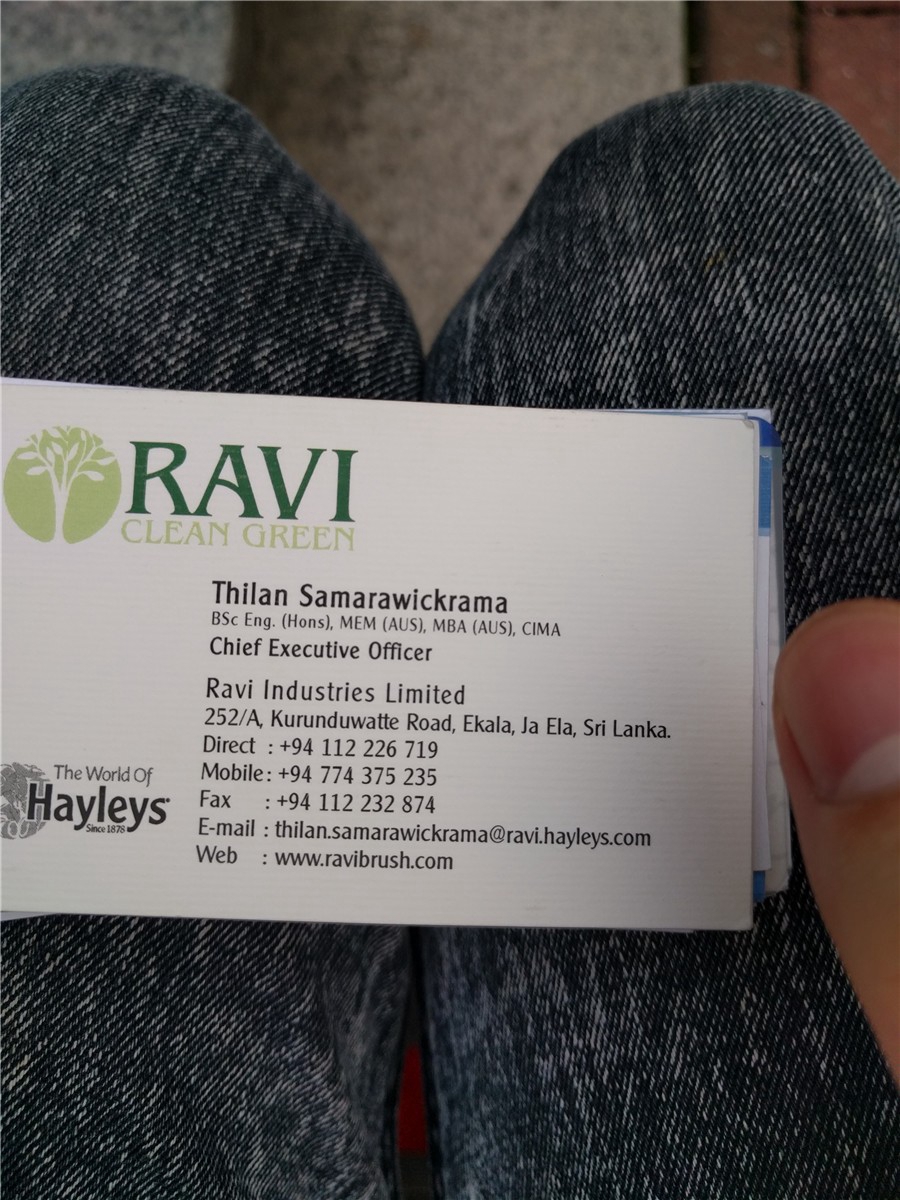 RAVI
CLEAN GREEN
Thilan Samarawickrama
BSc Eng. (Hons), MEM (AUS), MBA (AUS), CIMA
Chief Executive Officer
Ravi Industries Limited
252/A, Kurunduwatte Road, Ekala, Ja Ela, Sri Lanka.
Direct : +94 112 226 719
Mobile : +94 774 375 235
Fax : +94 112 232 874
E-mail : thilan.samarawickrama@ravi.hayleys.com
Web : www.ravibrush.com
The World Of
Hayleys
Since 1878